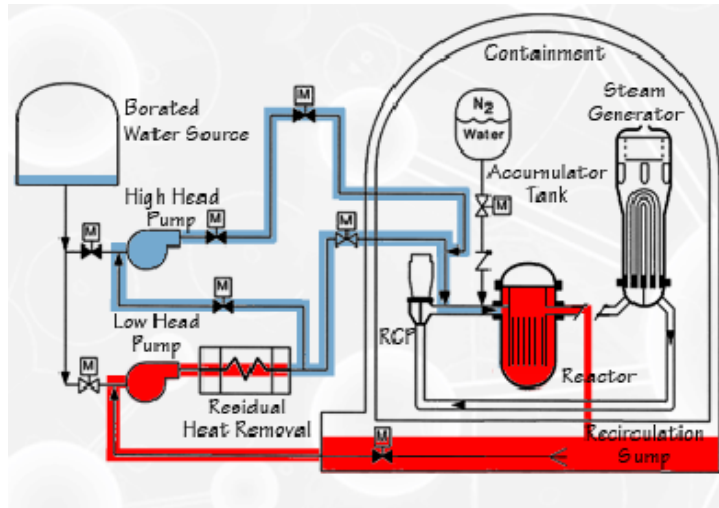 Containment
Steam
Generator
Borated
Water Source
M
N2
Water
Accumulator
Tank
M
High Head
Pump
M
M
M
M
Low Head
Pump
M
RCP
M
Residual
Heat Removal
Reactor
M
Recirculation
Sump